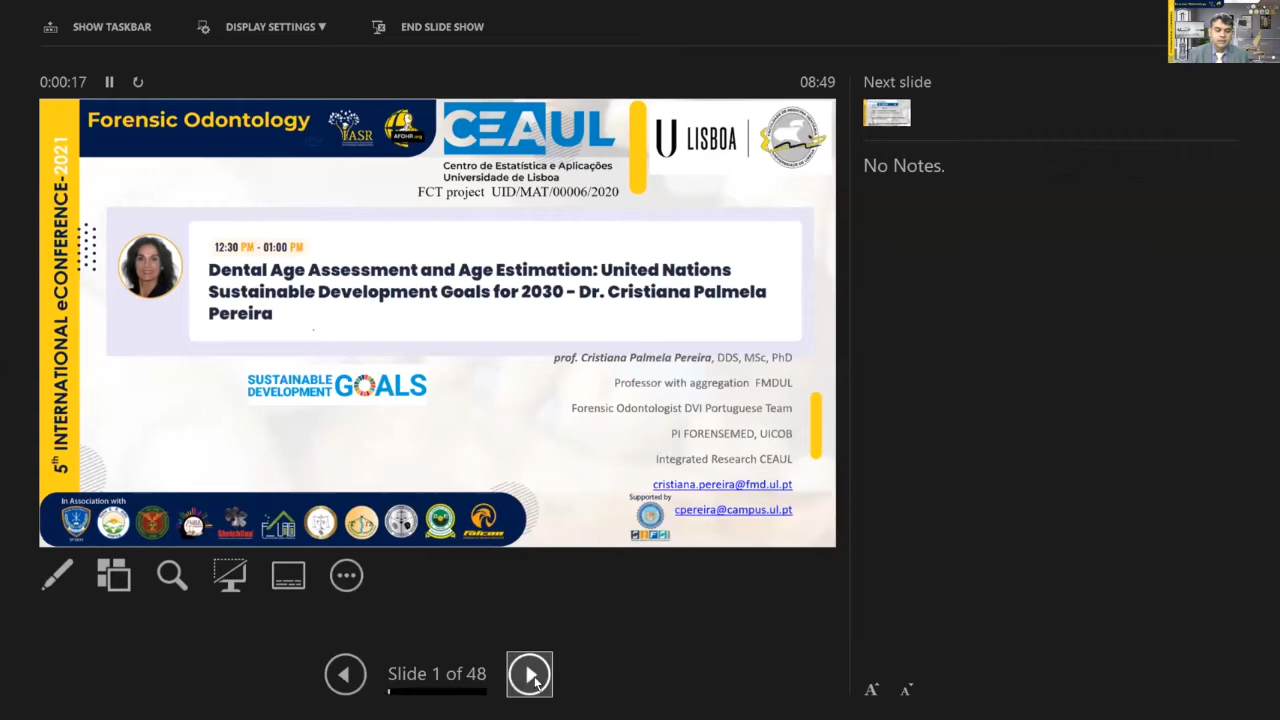 SHOW TASKBAR
DISPLAY SETTINGS ▼
END SLIDE SHOW
0:00:17
08:49
Next slide
No Notes.
5th INTERNATIONAL eCONFERENCE-2021
Forensic Odontology
IASR
AFOHR.org
CEAUL
Centro de Estatística e Aplicações
Universidade de Lisboa
FCT project UID/MAT/00006/2020
U LISBOA
12:30 PM - 01:00 PM
Dental Age Assessment and Age Estimation: United Nations
Sustainable Development Goals for 2030 - Dr. Cristiana Palmela
Pereira
SUSTAINABLE
DEVELOPMENT GOALS
prof. Cristiana Palmela Pereira, DDS, MSc, PhD
Professor with aggregation FMDUL
Forensic Odontologist DVI Portuguese Team
PI FORENSEMED, UICOB
Integrated Research CEAUL
cristiana.pereira@fmd.ul.pt
cpereira@campus.ul.pt
In Association with
Supported by
SIFS
Slide 1 of 48
A
A